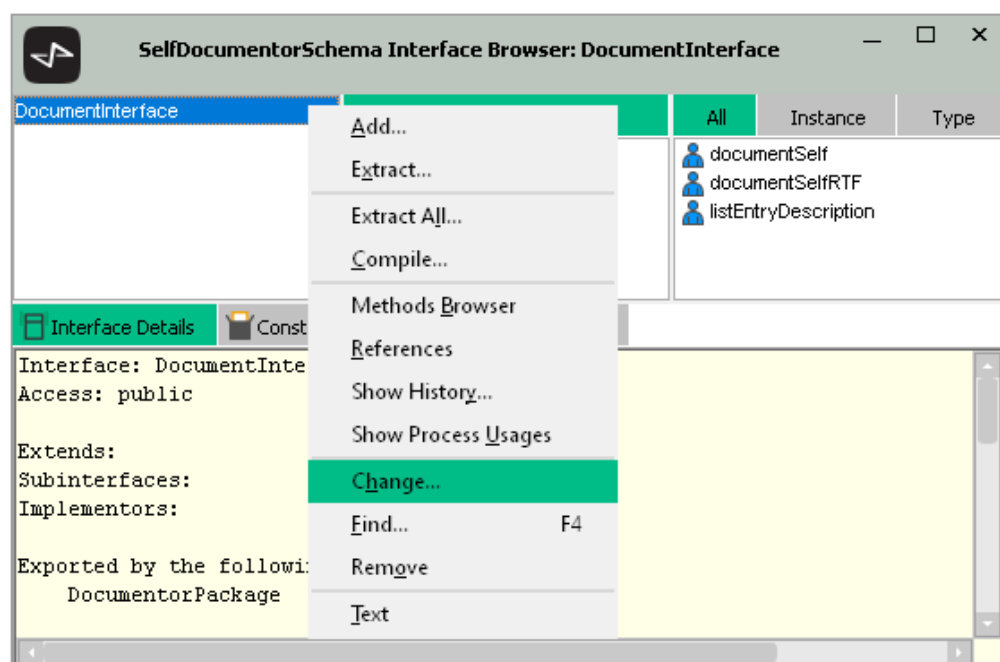 SelfDocumentorSchema Interface Browser: DocumentInterface
DocumentInterface
All Instance Type
documentSelf
documentSelfRTF
listEntryDescription
Add...
Extract...
Extract All...
Compile...
Methods Browser
References
Show History...
Show Process Usages
Change...
Find... F4
Remove
Text
Interface Details Const
Interface: DocumentInte
Access: public
Extends:
Subinterfaces:
Implementors:
Exported by the followi
DocumentorPackage